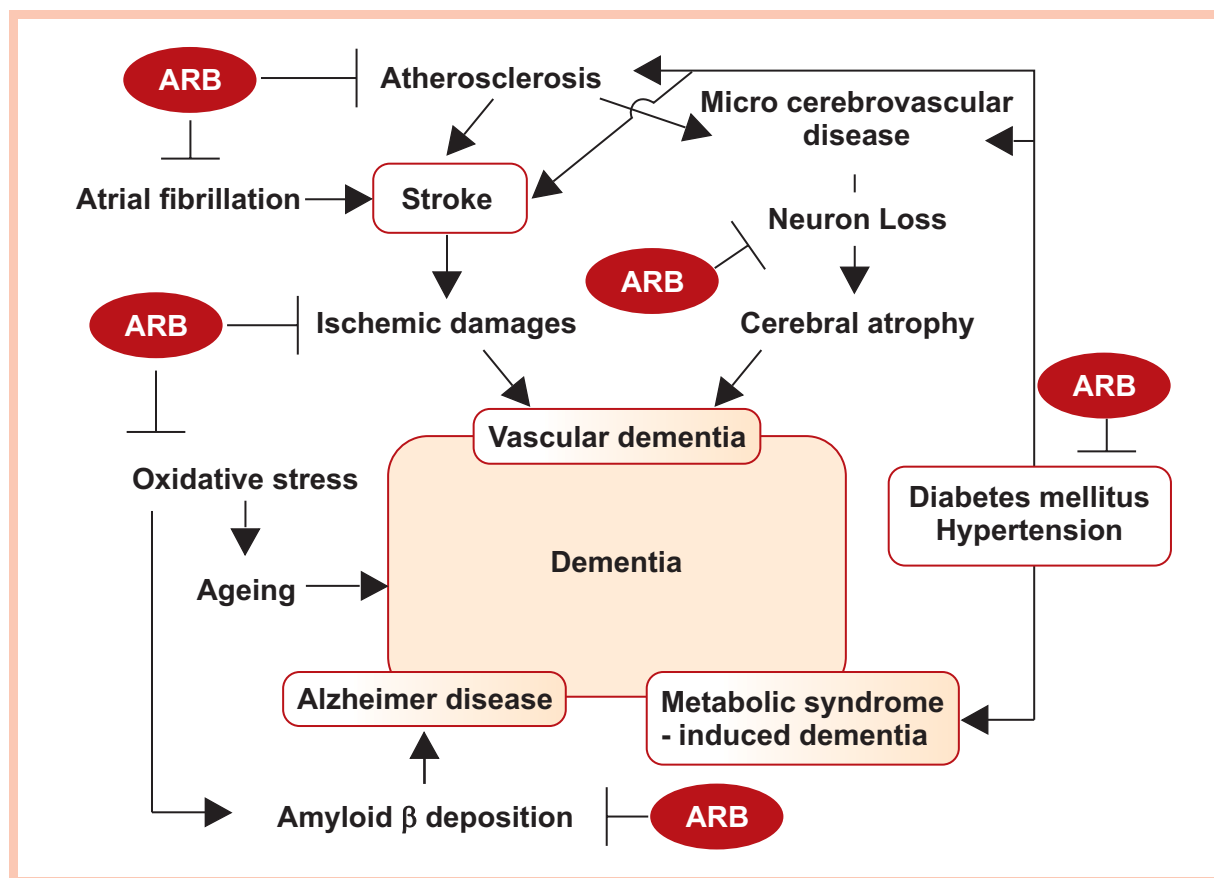 ARB
Atherosclerosis
Micro cerebrovascular
disease
Atrial fibrillation
Stroke
Neuron Loss
ARB
ARB
Ischemic damages
Cerebral atrophy
ARB
Vascular dementia
Oxidative stress
Diabetes mellitus
Hypertension
Dementia
Ageing
Alzheimer disease
Metabolic syndrome
- induced dementia
Amyloid β deposition
ARB